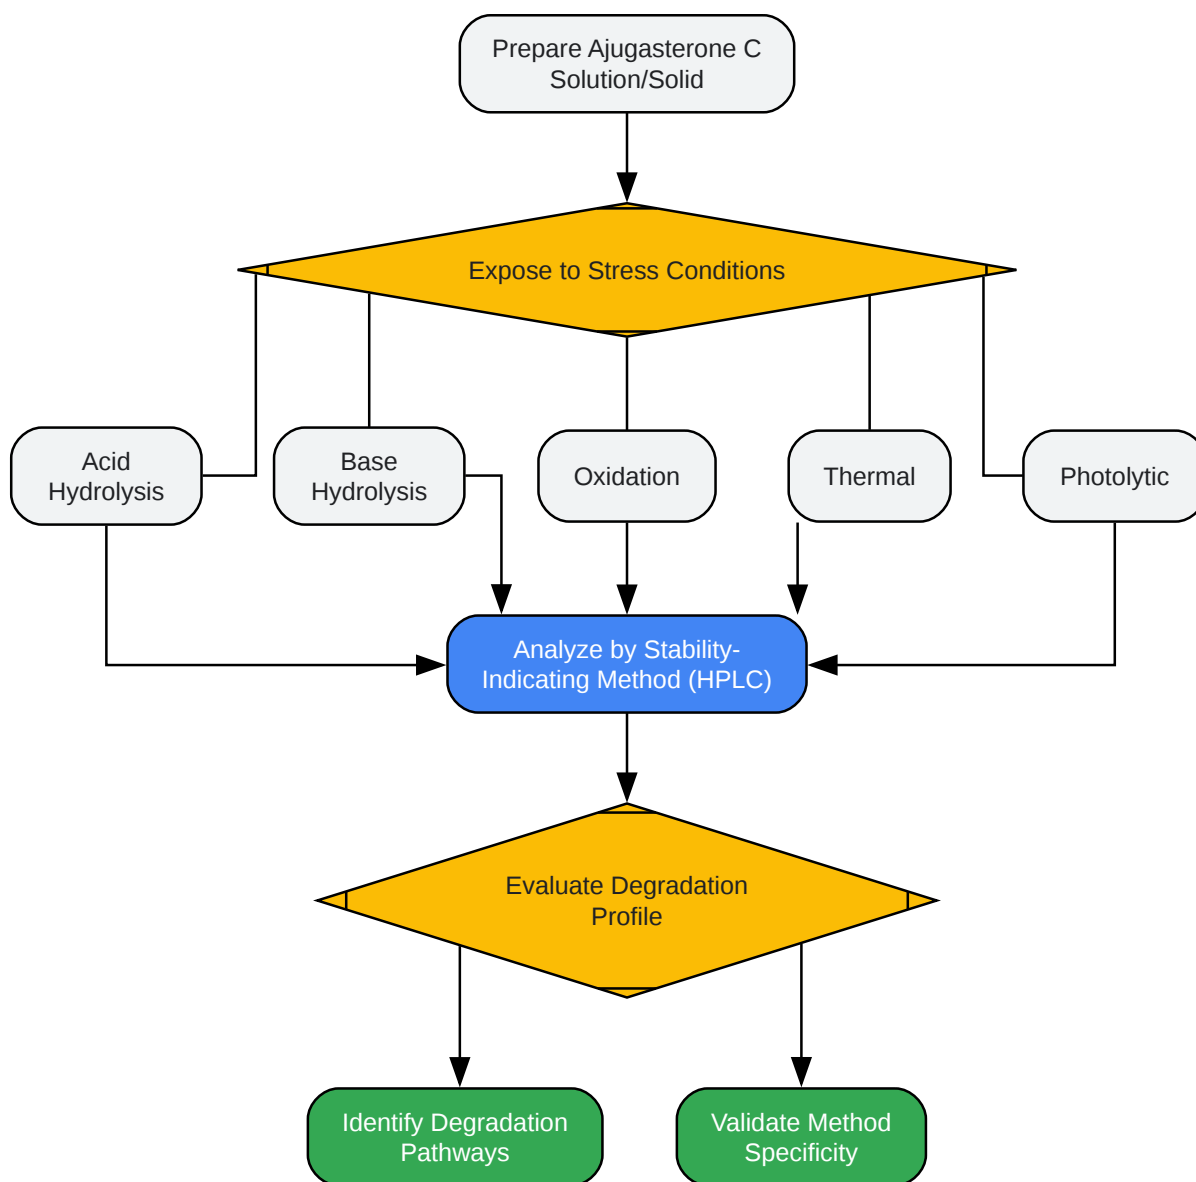 Prepare Ajugasterone C
Solution/Solid
Expose to Stress Conditions
Acid
Hydrolysis
Base
Hydrolysis
Oxidation
Thermal
Photolytic
Analyze by Stability-
Indicating Method (HPLC)
Evaluate Degradation
Profile
Identify Degradation
Pathways
Validate Method
Specificity